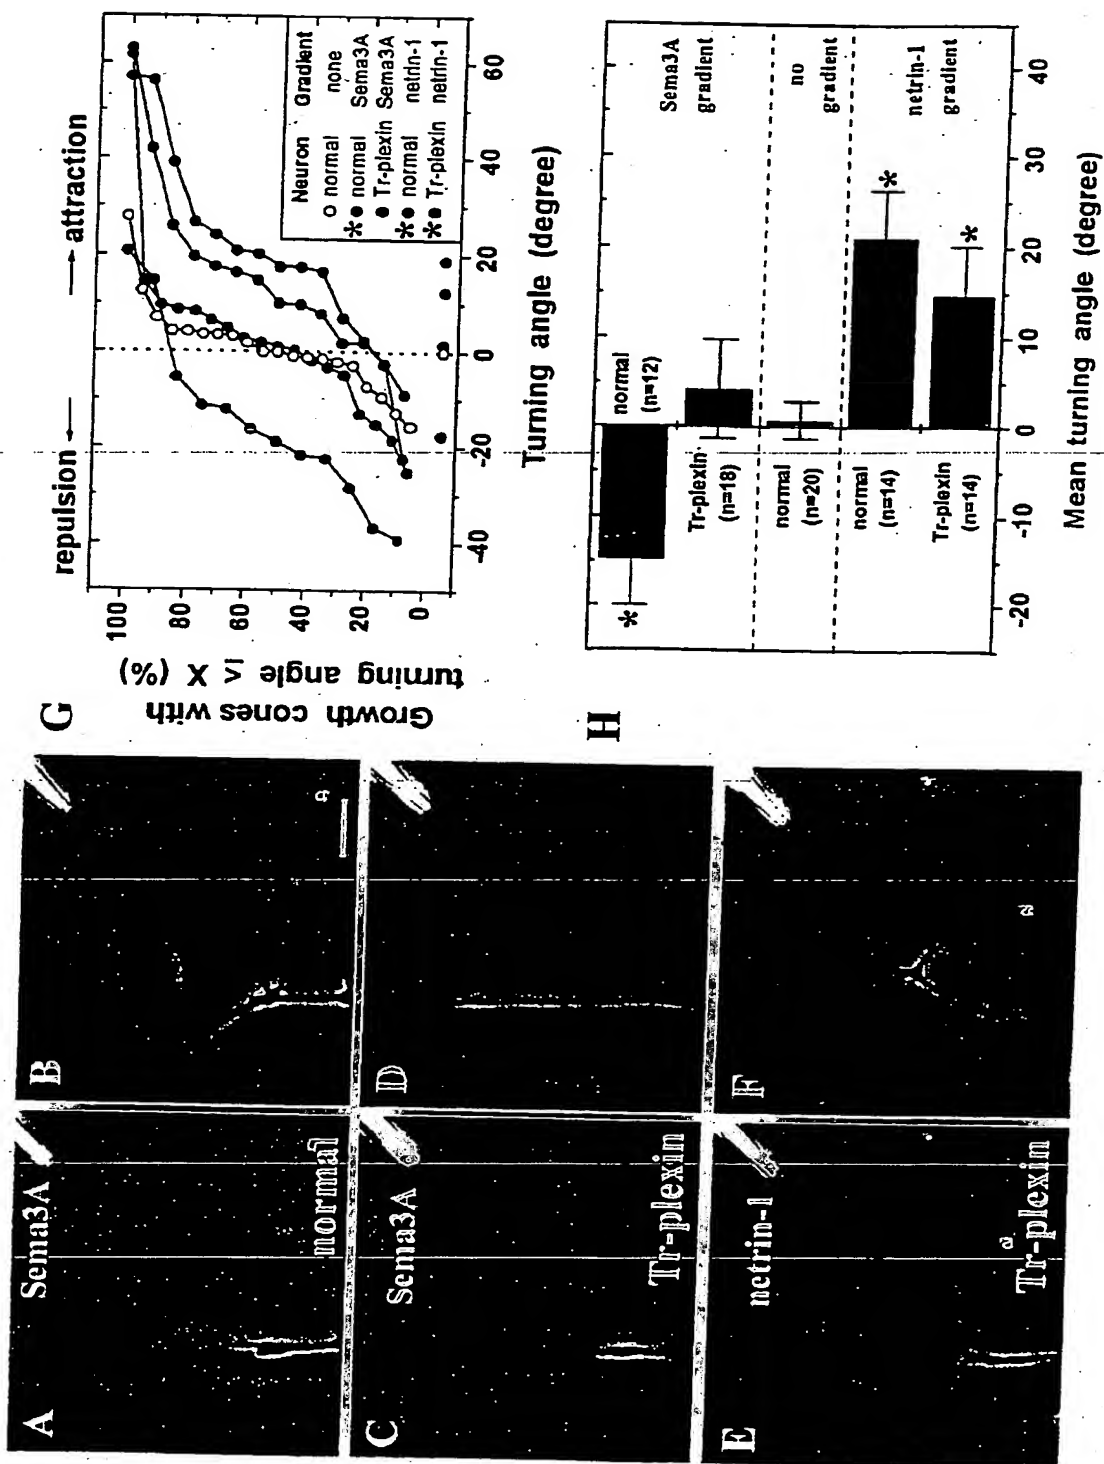 A
Sema3A
normal
B
C
Sema3A
Tr-plexin
D
E
netrin-1
Tr-plexin
F
G
repulsion ← → attraction
Growth cones with
turning angle ≤ X (%)
100
80
60
40
20
0
-40
-20
0
20
40
60
Turning angle (degree)
Neuron Gradient
normal none
* normal Sema3A
Tr-plexin Sema3A
* normal netrin-1
* Tr-plexin netrin-1
H
normal
(n=12)
*
Sema3A
gradient
Tr-plexin
(n=18)
normal
(n=20)
no
gradient
normal
(n=14)
*
netrin-1
gradient
Tr-plexin
(n=14)
*
-20
-10
0
10
20
30
40
Mean turning angle (degree)